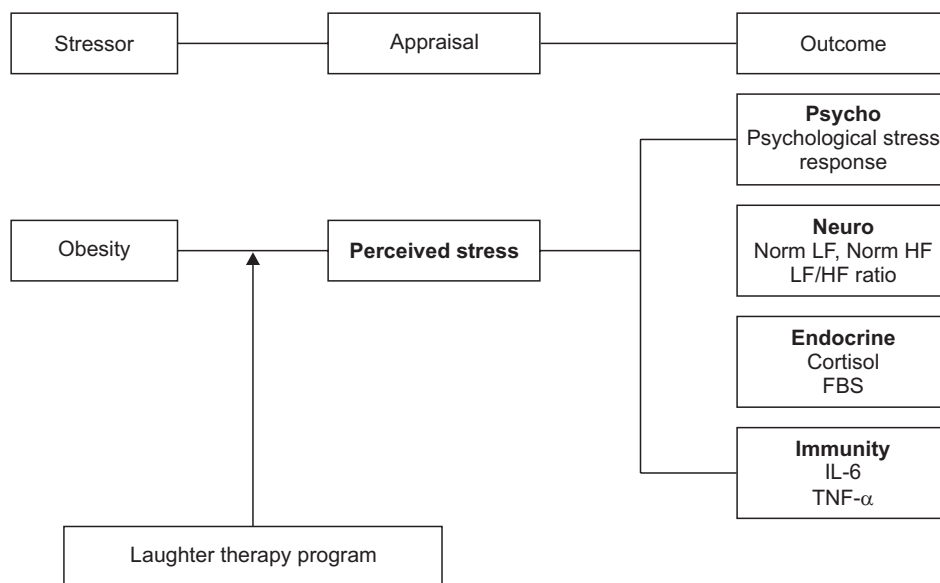 Stressor
Appraisal
Outcome
Psycho
Psychological stress
response
Obesity
Perceived stress
Neuro
Norm LF, Norm HF
LF/HF ratio
Endocrine
Cortisol
FBS
Immunity
IL-6
TNF-α
Laughter therapy program